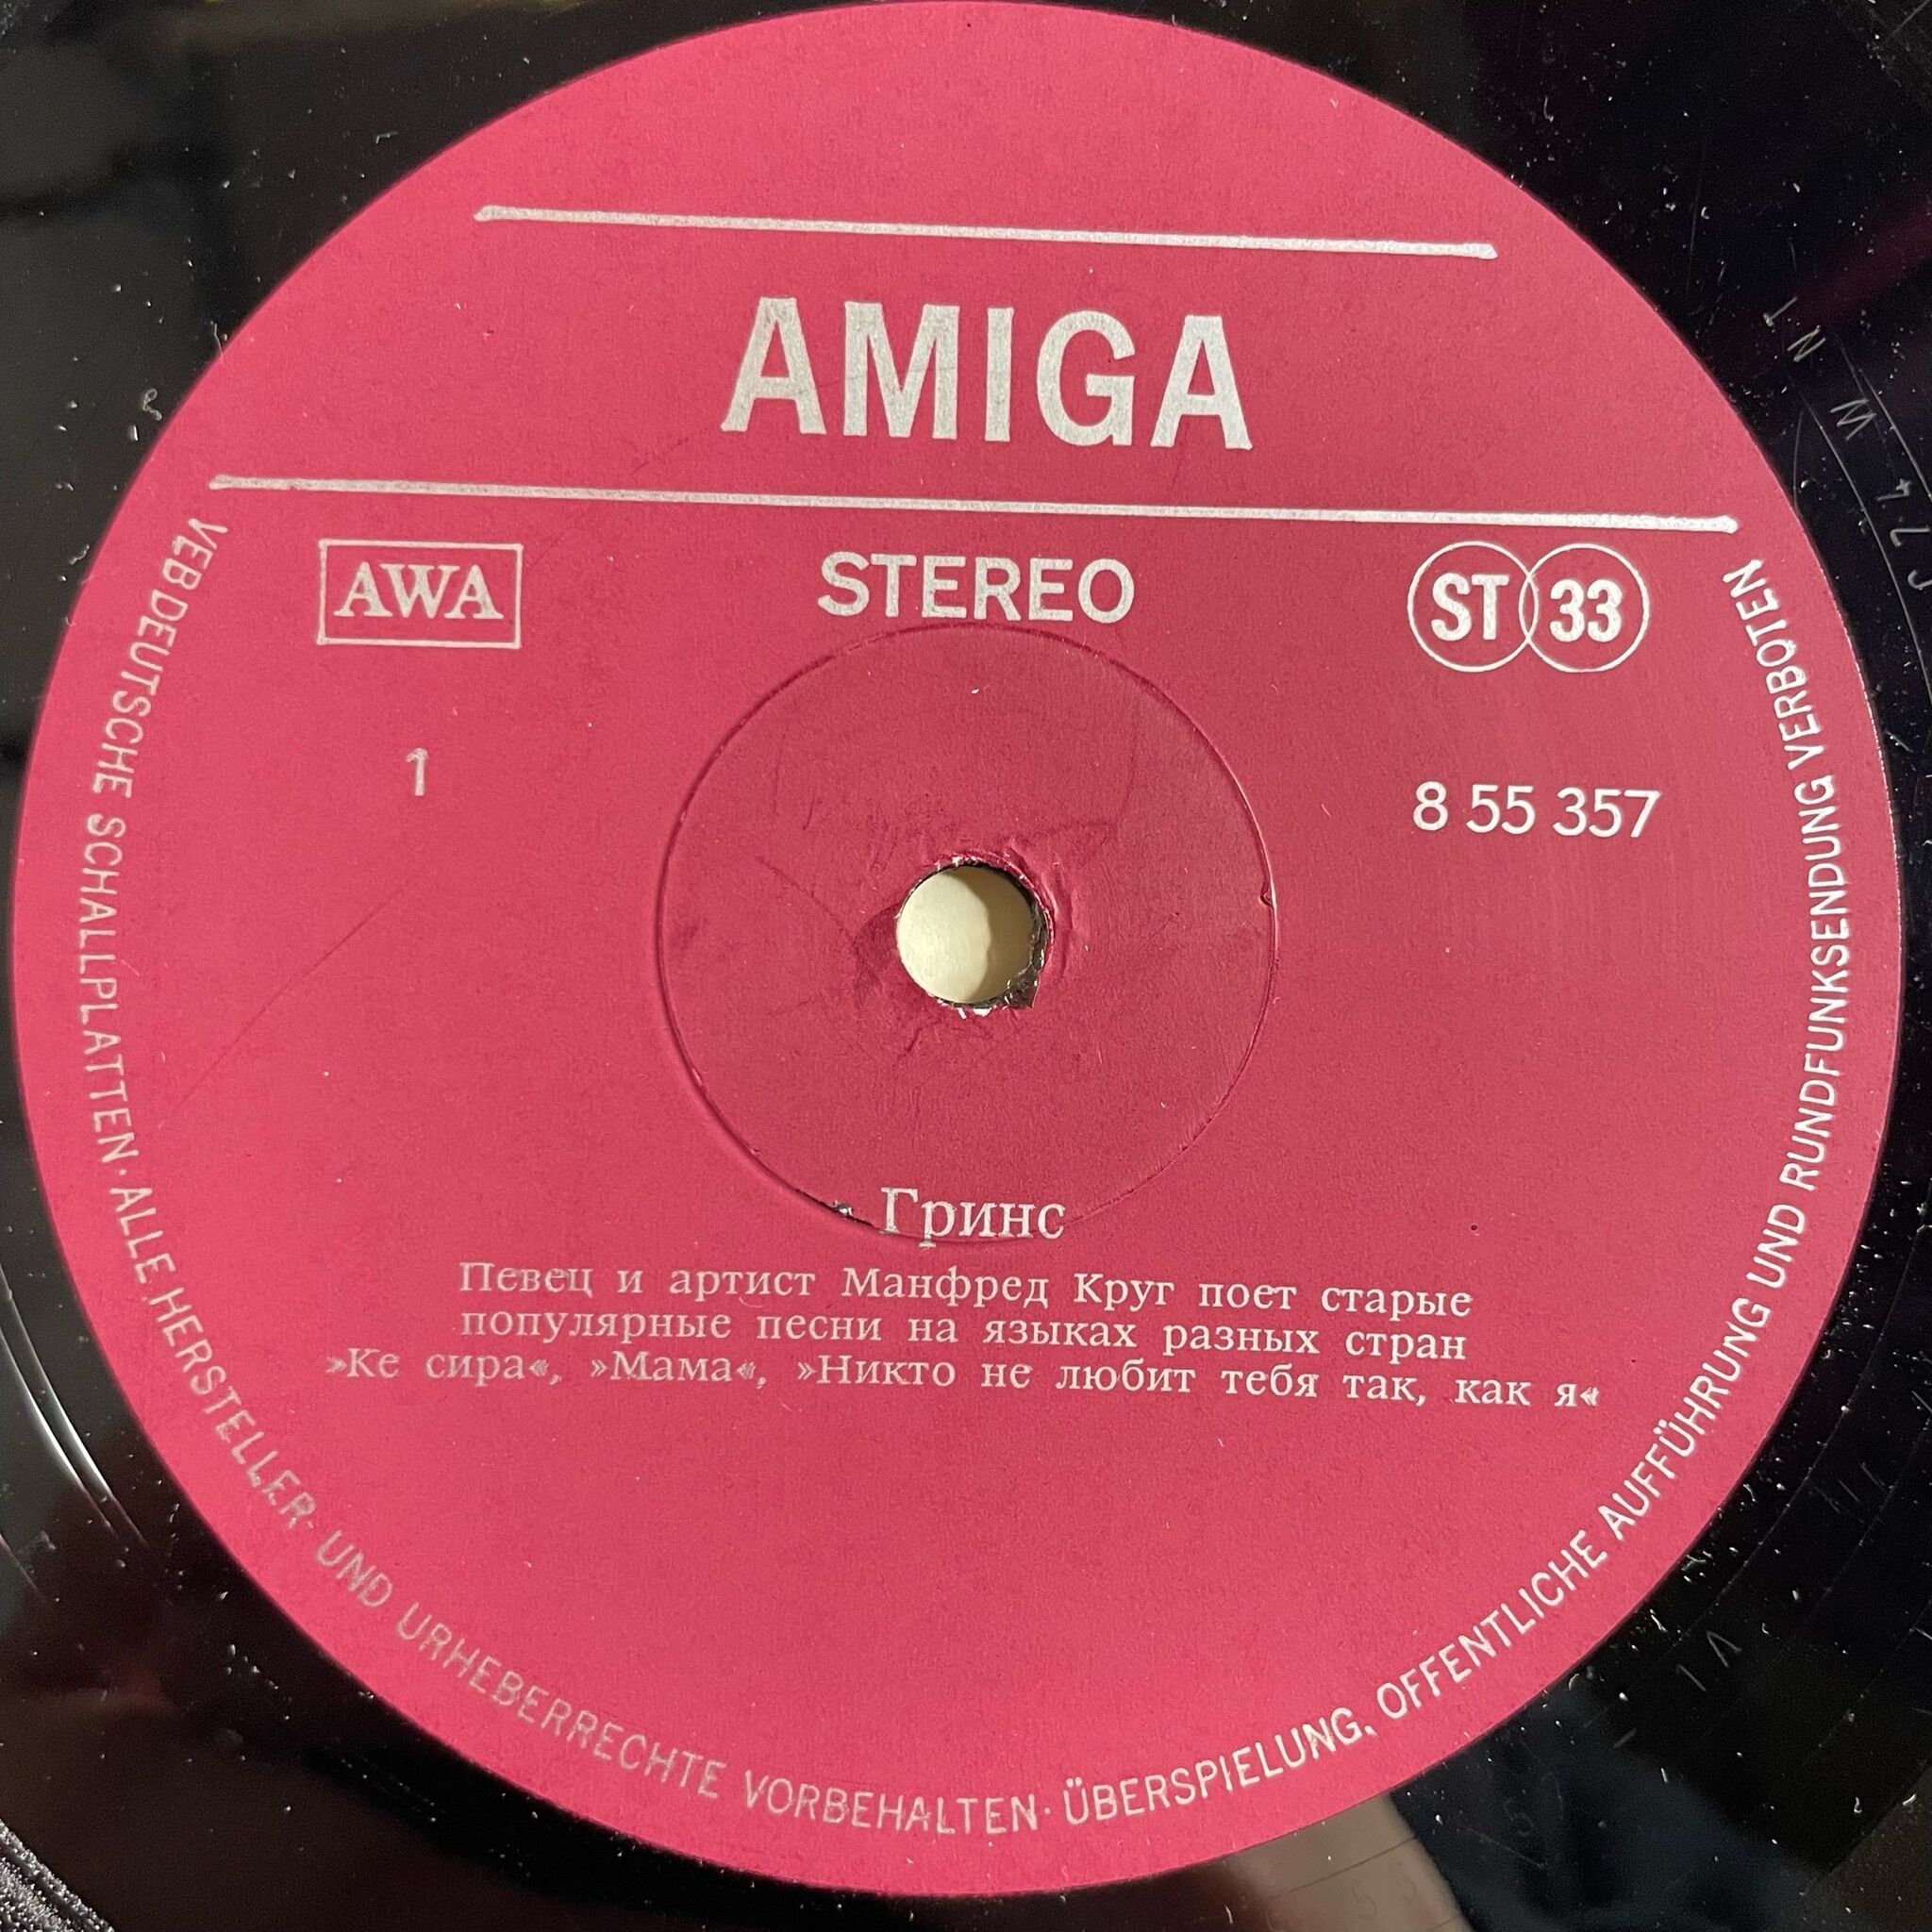 AMIGA
AWA
STEREO
ST 33
1
8 55 357
Гринс
Певец и артист Манфред Круг поет старые
популярные песни на языках разных стран
»Ке сира«, »Мама«, »Никто не любит тебя так, как я«
VEB DEUTSCHE SCHALLPLATTEN · ALLE HERSTELLER- UND URHEBERRECHTE VORBEHALTEN · ÜBERSPIELUNG, ÖFFENTLICHE AUFFÜHRUNG UND RUNDFUNKSENDUNG VERBOTEN